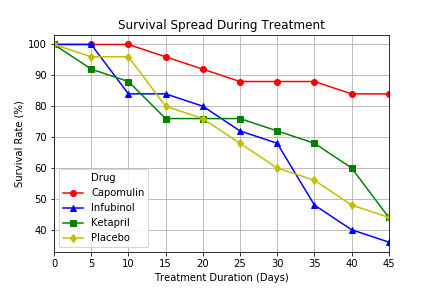 Survival Spread During Treatment
Survival Rate (%)
100
90
80
70
60
50
40
Drug
Capomulin
Infubinol
Ketapril
Placebo
0 5 10 15 20 25 30 35 40 45
Treatment Duration (Days)